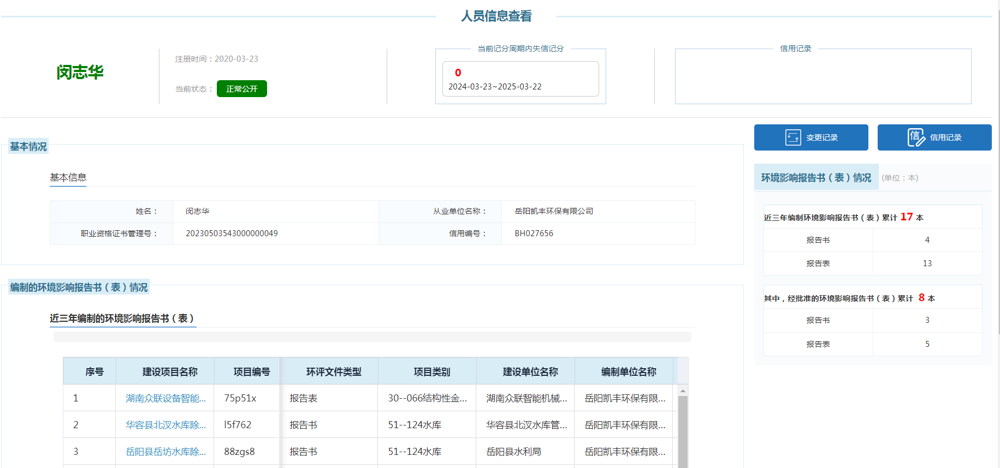 人员信息查看
闵志华
注册时间：2020-03-23
当前状态：
正常公开
当前记分周期内失信记分
0
2024-03-23~2025-03-22
信用记录
变更记录
信 信用记录
基本情况
基本信息
姓名： 闵志华 从业单位名称： 岳阳凯丰环保有限公司
职业资格证书管理号： 20230503543000000049 信用编号： BH027656
环境影响报告书（表）情况 (单位：本)
近三年编制环境影响报告书（表）累计 17 本
报告书 4
报告表 13
其中，经批准的环境影响报告书（表）累计 8 本
报告书 3
报告表 5
编制的环境影响报告书（表）情况
近三年编制的环境影响报告书（表）
序号 建设项目名称 项目编号 环评文件类型 项目类别 建设单位名称 编制单位名称
1 湖南众联设备智能... 75p51x 报告表 30--066结构性金... 湖南众联智能机械... 岳阳凯丰环保有限...
2 华容县北汊水库除... l5f762 报告书 51--124水库 华容县北汊水库管... 岳阳凯丰环保有限...
3 岳阳县岳坊水库除... 88zgs8 报告书 51--124水库 岳阳县水利局 岳阳凯丰环保有限...